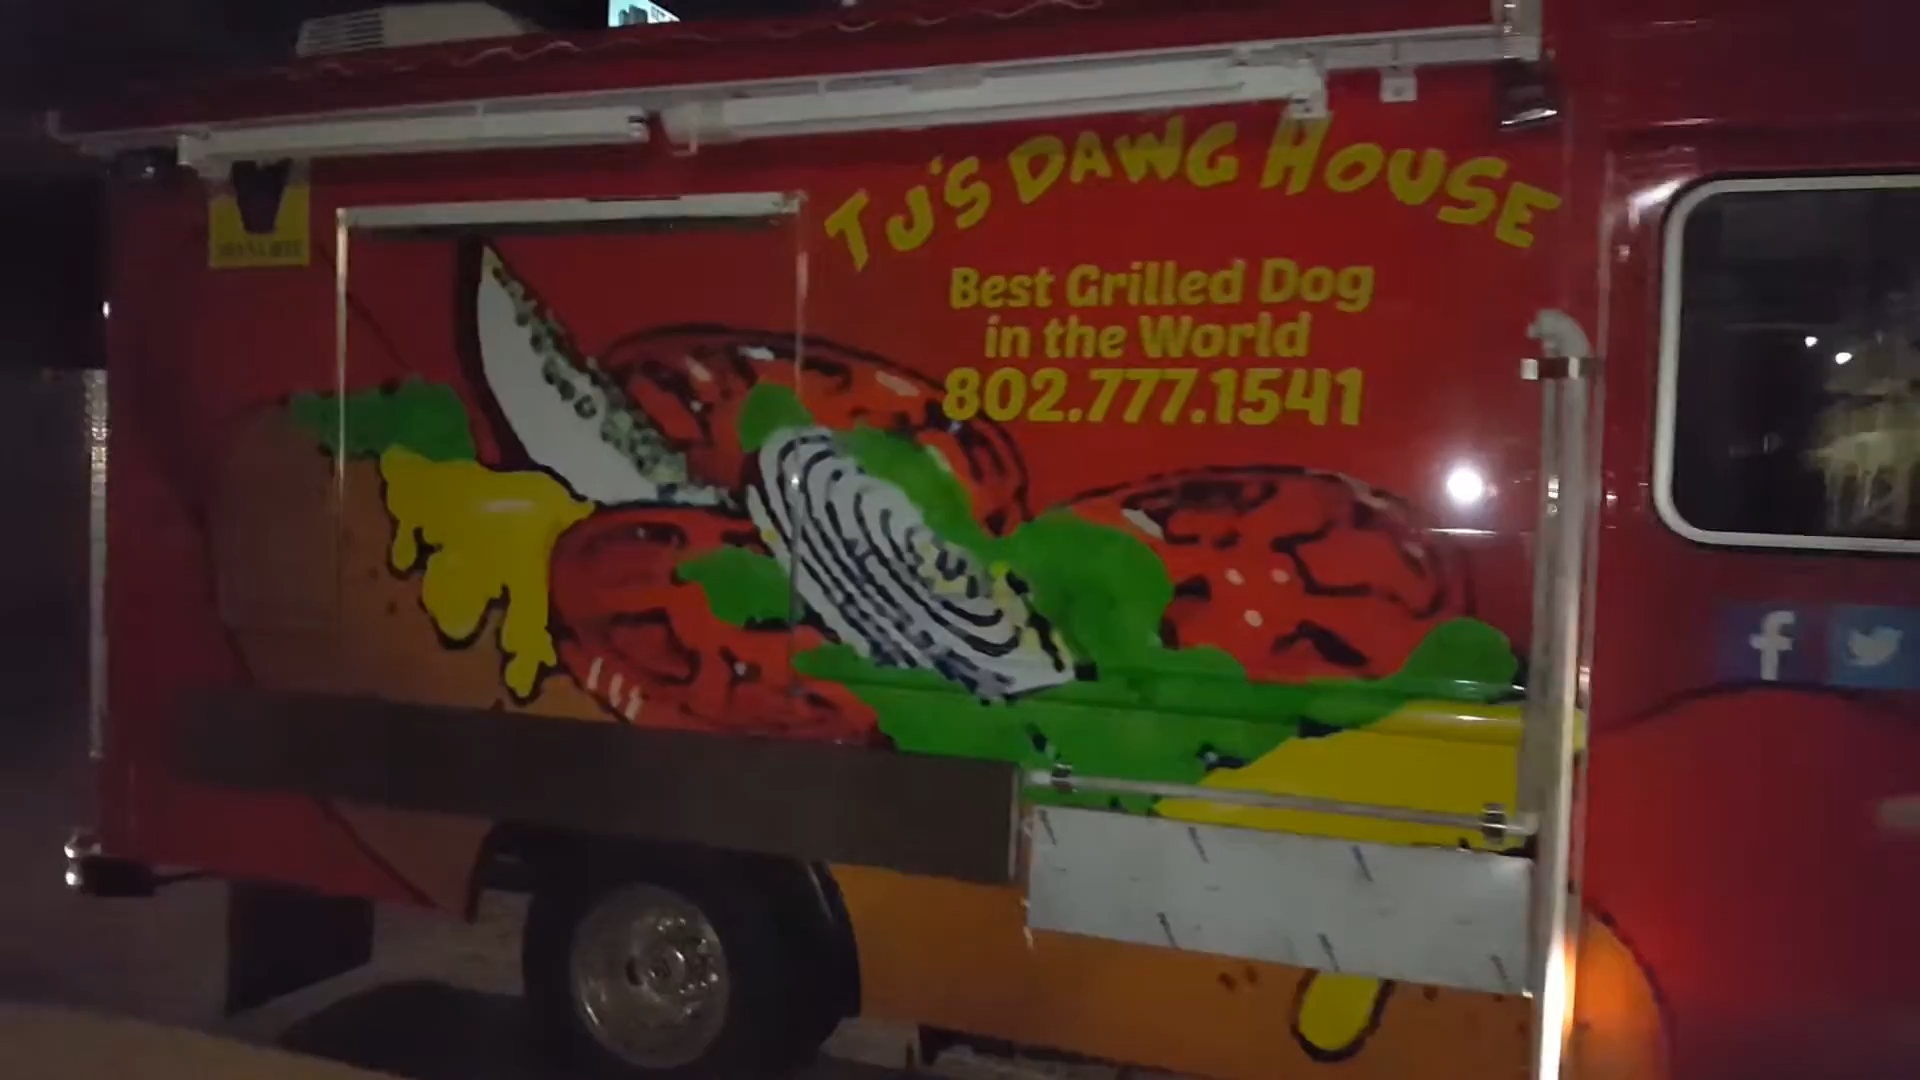 TJ'S DAWG HOUSE
Best Grilled Dog
in the World
802.777.1541
f